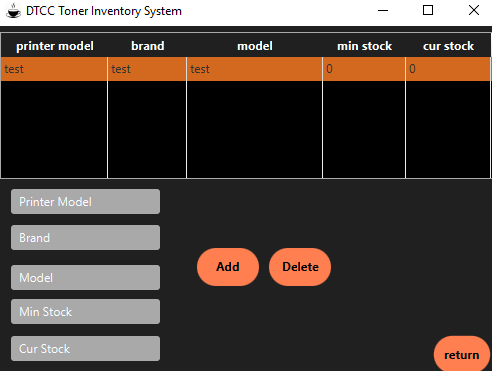 DTCC Toner Inventory System
printer model brand model min stock cur stock
test test test 0 0
Printer Model
Brand
Add Delete
Model
Min Stock
Cur Stock
return